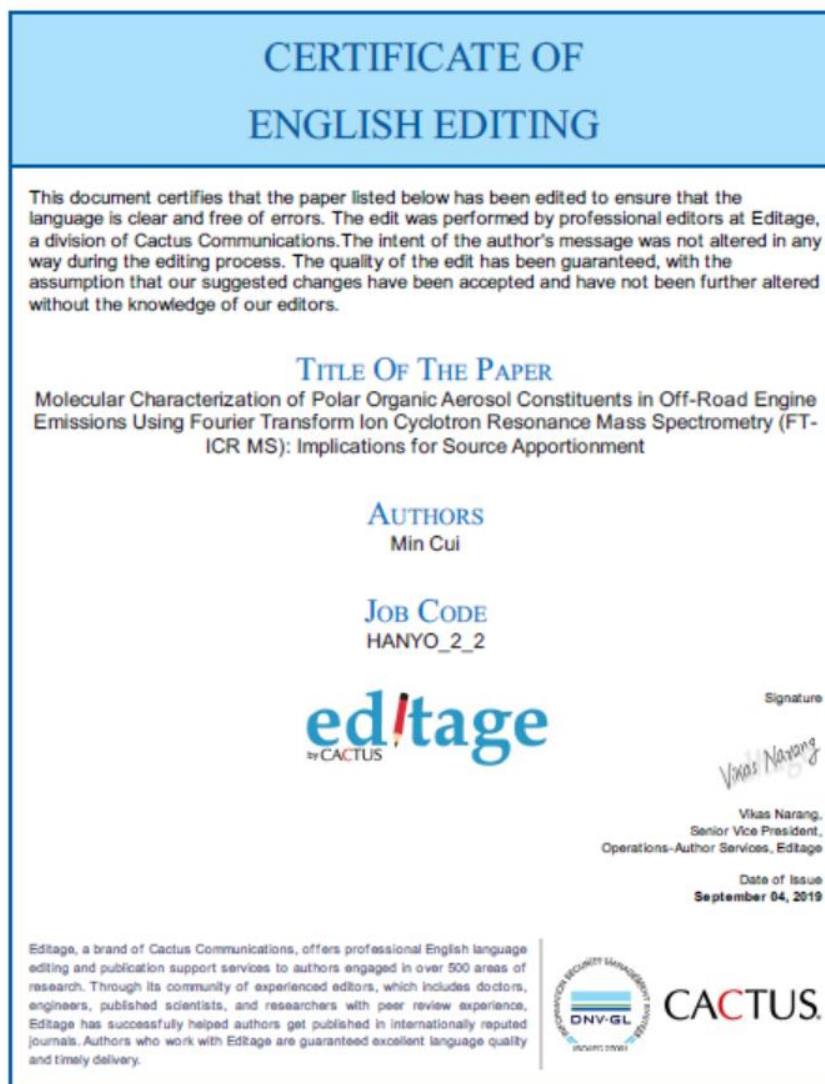 CERTIFICATE OF
ENGLISH EDITING
This document certifies that the paper listed below has been edited to ensure that the
language is clear and free of errors. The edit was performed by professional editors at Editage,
a division of Cactus Communications.The intent of the author's message was not altered in any
way during the editing process. The quality of the edit has been guaranteed, with the
assumption that our suggested changes have been accepted and have not been further altered
without the knowledge of our editors.
TITLE OF THE PAPER
Molecular Characterization of Polar Organic Aerosol Constituents in Off-Road Engine
Emissions Using Fourier Transform Ion Cyclotron Resonance Mass Spectrometry (FT-
ICR MS): Implications for Source Apportionment
AUTHORS
Min Cui
JOB CODE
HANYO_2_2
editage
by CACTUS
Signature
Vikas Narang
Vikas Narang,
Senior Vice President,
Operations-Author Services, Editage
Date of Issue
September 04, 2019
Editage, a brand of Cactus Communications, offers professional English language
editing and publication support services to authors engaged in over 500 areas of
research. Through its community of experienced editors, which includes doctors,
engineers, published scientists, and researchers with peer review experience,
Editage has successfully helped authors get published in internationally reputed
journals. Authors who work with Editage are guaranteed excellent language quality
and timely delivery.
INFORMATION SECURITY MANAGEMENT SYSTEM
DNV·GL
ISO/IEC 27001
CACTUS.